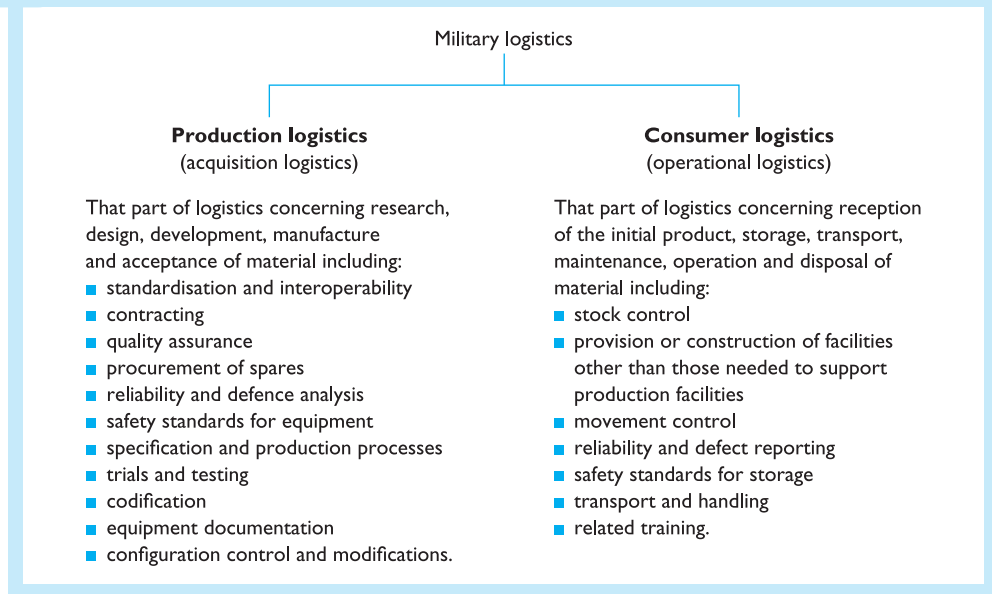 Military logistics
Production logistics
(acquisition logistics)
That part of logistics concerning research,
design, development, manufacture
and acceptance of material including:
■ standardisation and interoperability
■ contracting
■ quality assurance
■ procurement of spares
■ reliability and defence analysis
■ safety standards for equipment
■ specification and production processes
■ trials and testing
■ codification
■ equipment documentation
■ configuration control and modifications.
Consumer logistics
(operational logistics)
That part of logistics concerning reception
of the initial product, storage, transport,
maintenance, operation and disposal of
material including:
■ stock control
■ provision or construction of facilities
other than those needed to support
production facilities
■ movement control
■ reliability and defect reporting
■ safety standards for storage
■ transport and handling
■ related training.